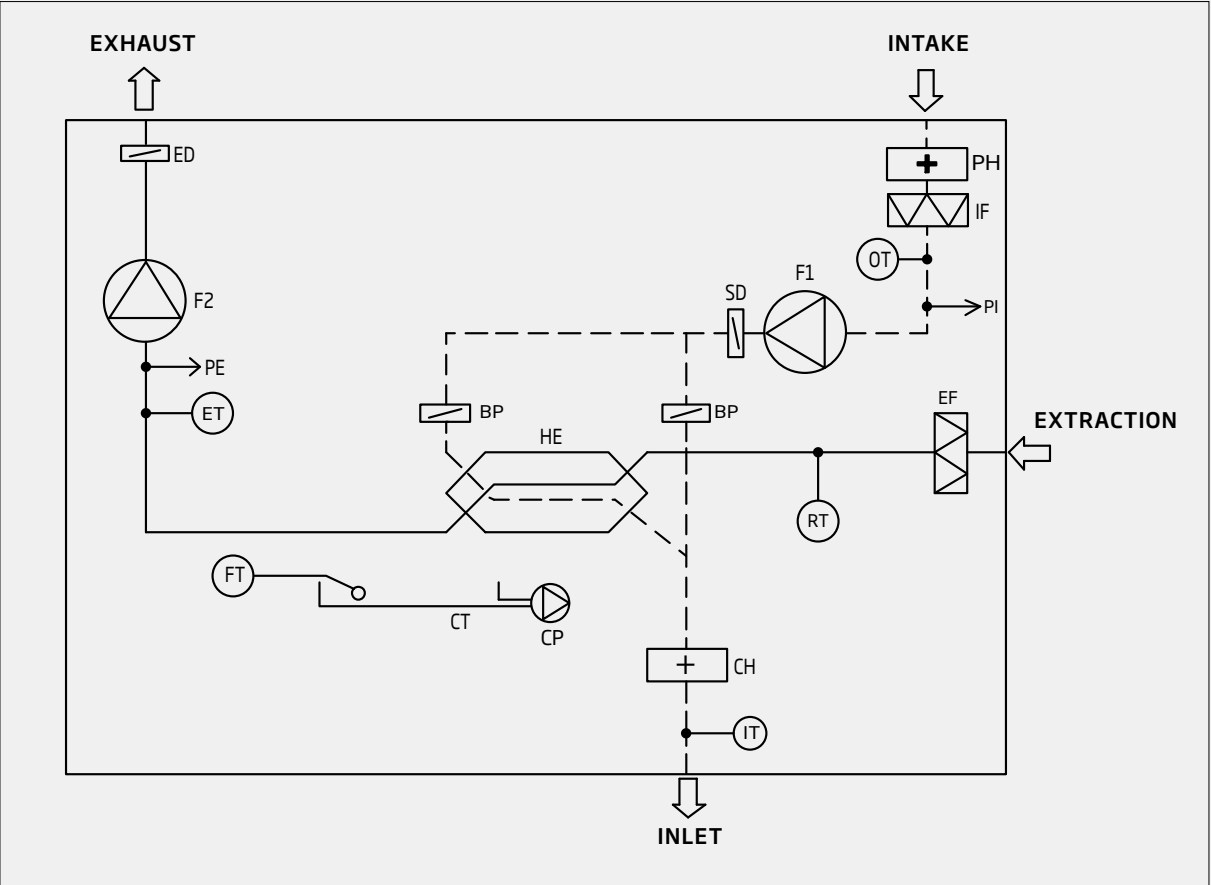 EXHAUST
INTAKE
ED
PH
IF
OT
F1
SD
F2
PI
PE
ET
BP
BP
EF
EXTRACTION
HE
RT
FT
CT
CP
CH
IT
INLET